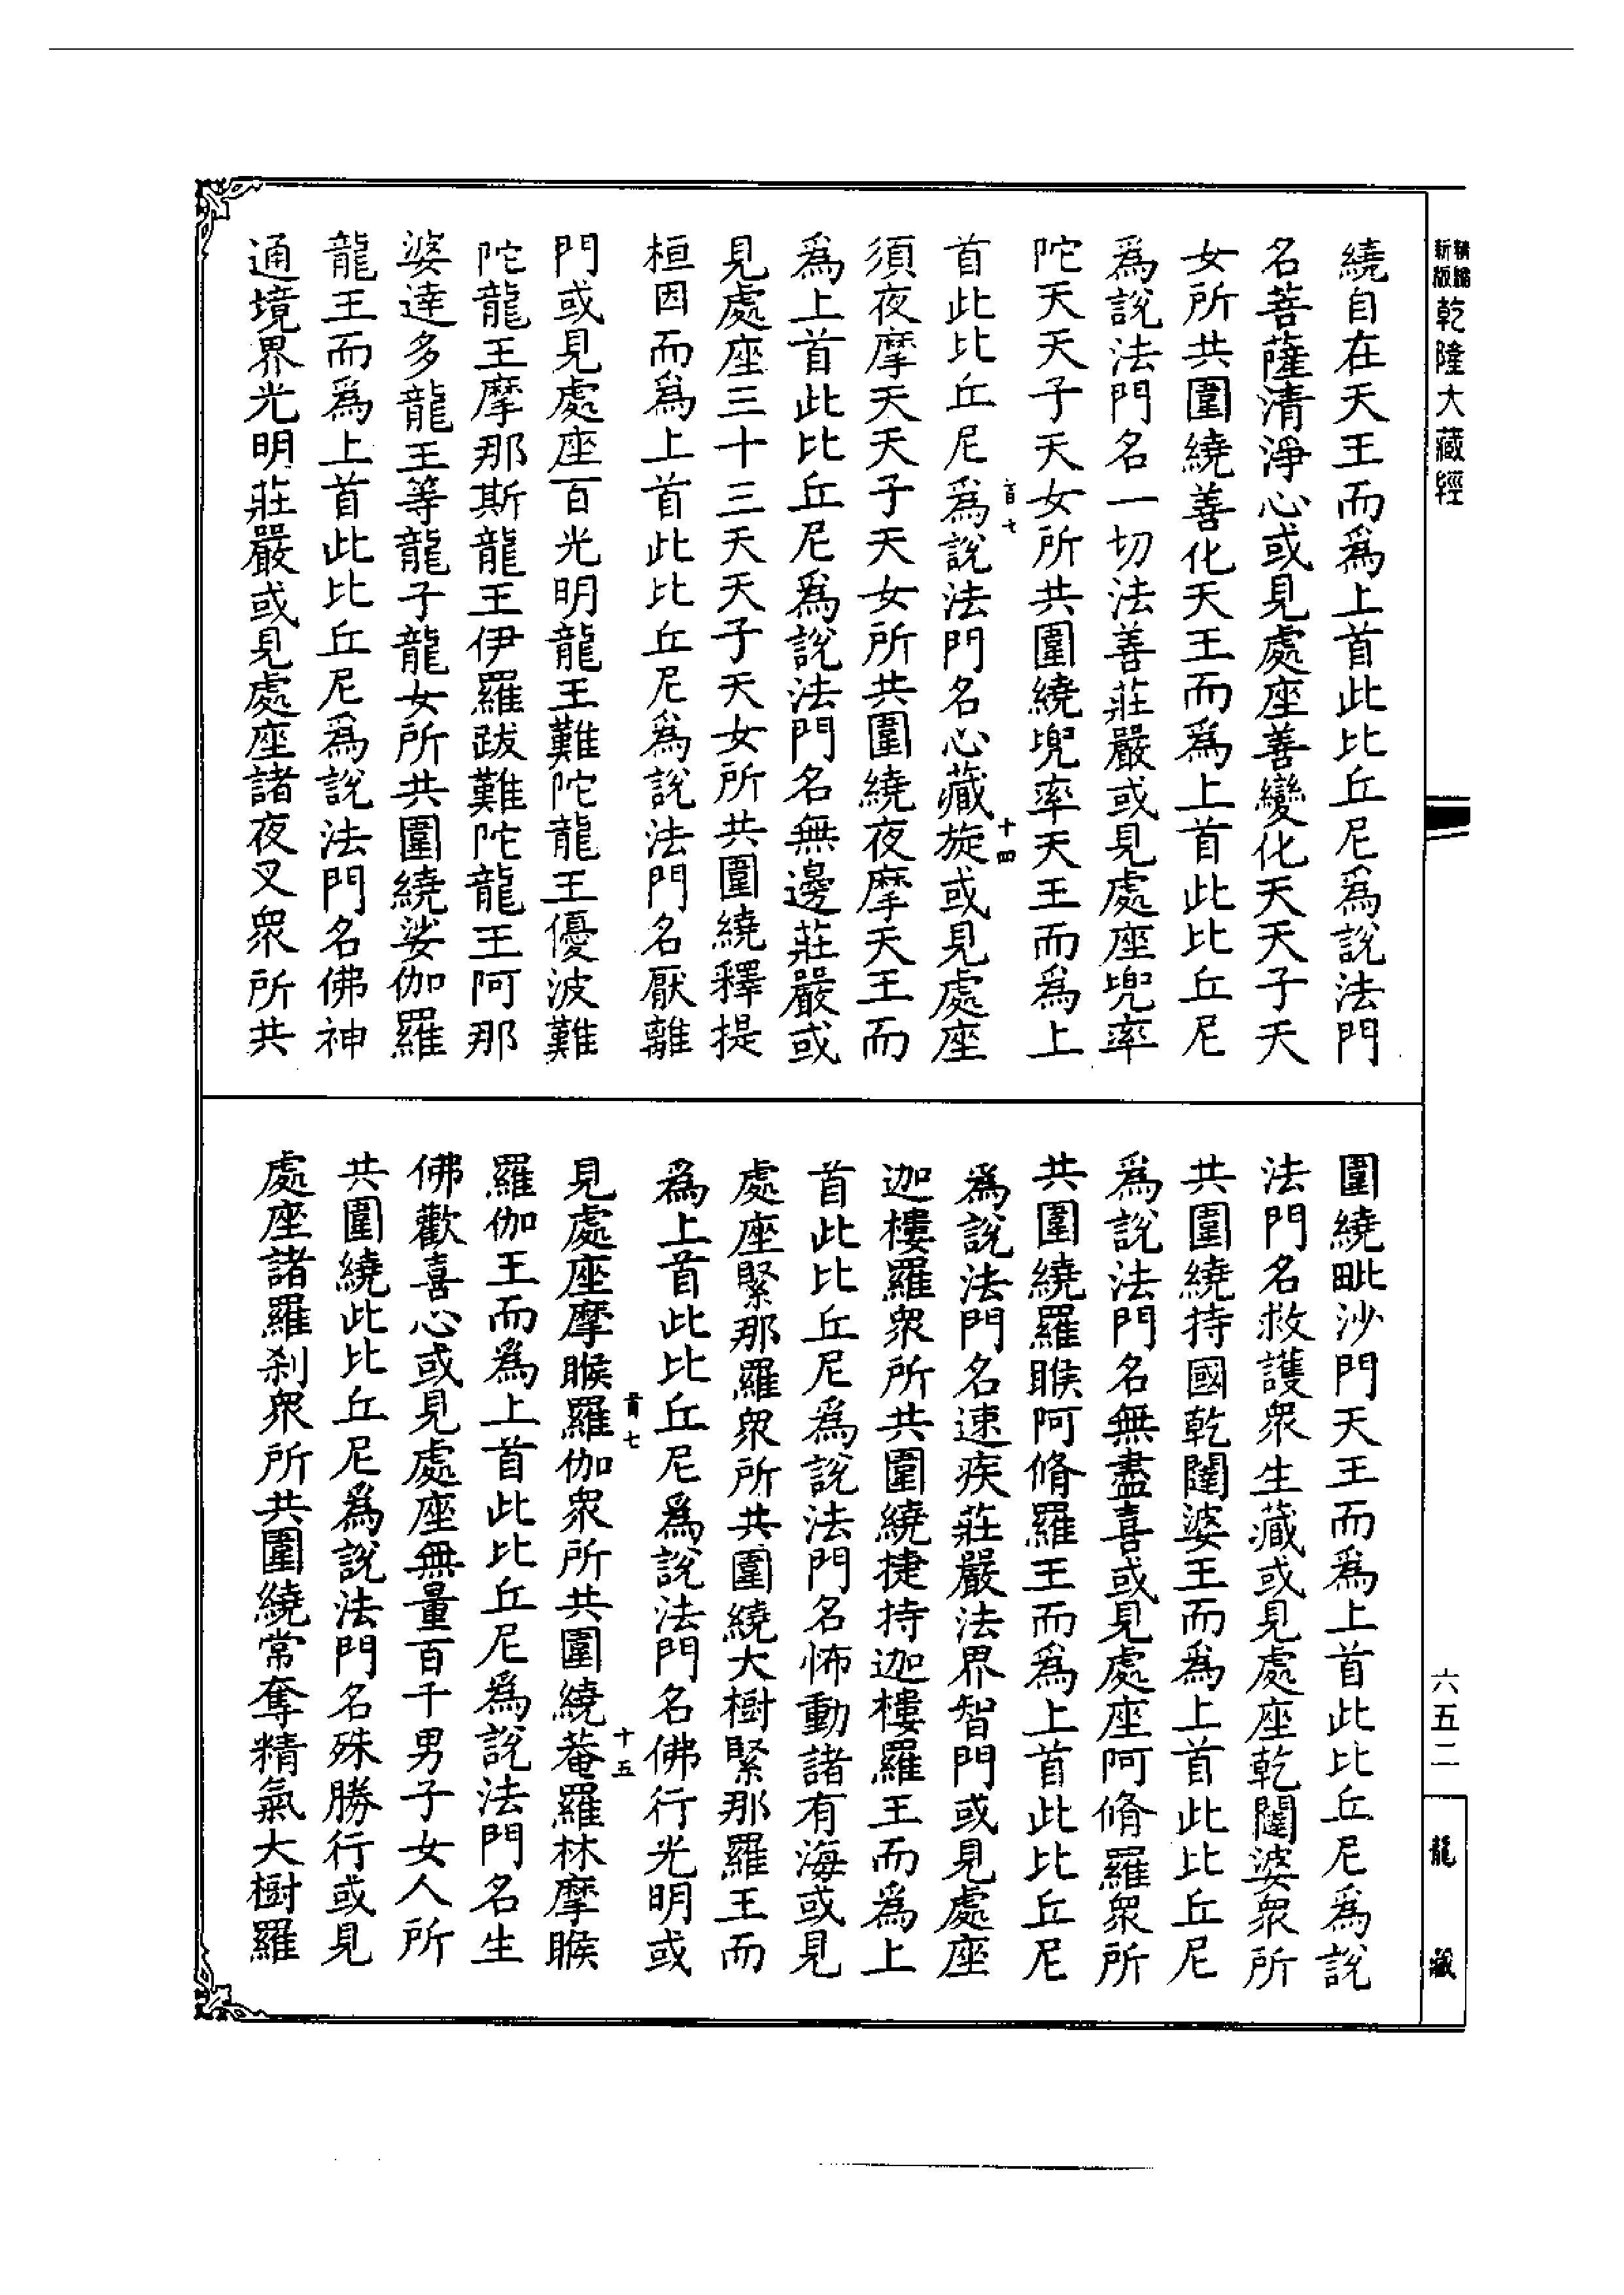 精縮
新版
乾隆大藏經
繞自在天王而爲上首此比丘尼爲說法門
名菩薩清淨心或見處座善變化天天子天
女所共圍繞善化天王而爲上首此比丘尼
爲說法門名一切法善莊嚴或見處座兜率
陀天天子天女所共圍繞兜率天王而爲上
首此比丘尼爲說法門名心藏旋或見處座
須夜摩天天子天女所共圍繞夜摩天王而
爲上首此比丘尼爲說法門名無邊莊嚴或
見處座三十三天天子天女所共圍繞釋提
桓因而爲上首此比丘尼爲說法門名厭離
門或見處座百光明龍王難陀龍王優波難
陀龍王摩那斯龍王伊羅跋難陀龍王阿那
婆達多龍王等龍子龍女所共圍繞娑伽羅
龍王而爲上首此比丘尼爲說法門名佛神
通境界光明莊嚴或見處座諸夜叉眾所共
十四
圍繞毗沙門天王而爲上首此比丘尼爲說
法門名救護眾生藏或見處座乾闥婆眾所
共圍繞持國乾闥婆王而爲上首此比丘尼
爲說法門名無盡喜或見處座阿脩羅眾所
共圍繞羅睺阿脩羅王而爲上首此比丘尼
爲說法門名速疾莊嚴法界智門或見處座
迦樓羅眾所共圍繞捷持迦樓羅王而爲上
首此比丘尼爲說法門名怖動諸有海或見
處座緊那羅眾所共圍繞大樹緊那羅王而
爲上首此比丘尼爲說法門名佛行光明或
見處座摩睺羅伽眾所共圍繞菴羅林摩睺
羅伽王而爲上首此比丘尼爲說法門名生
佛歡喜心或見處座無量百千男子女人所
共圍繞此比丘尼爲說法門名殊勝行或見
處座諸羅剎眾所共圍繞常奪精氣大樹羅
十五
六五二
龍藏